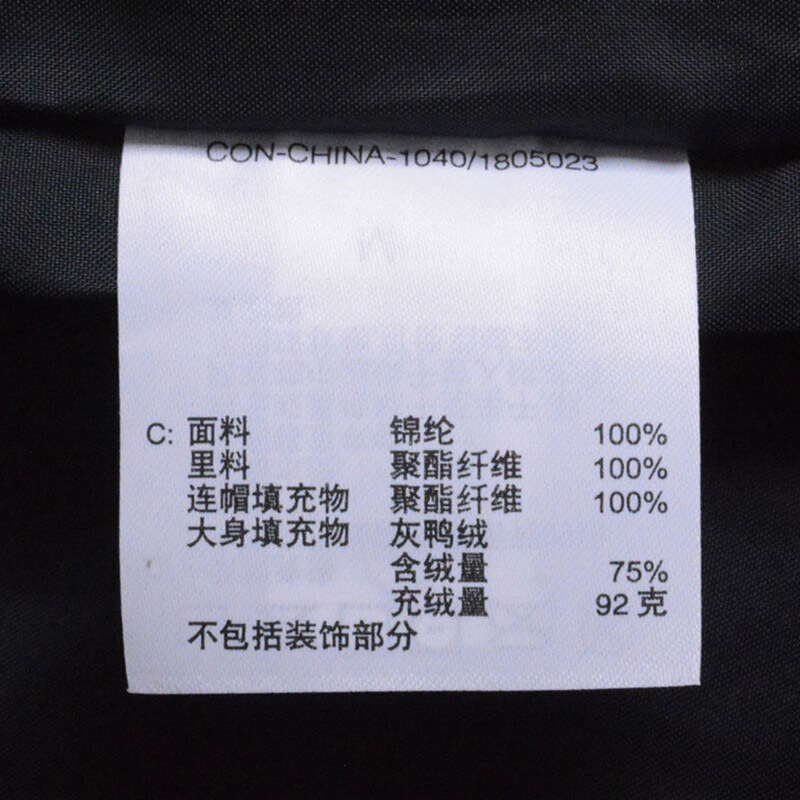 CON-CHINA-1040/1805023
C: 面料 锦纶 100%
里料 聚酯纤维 100%
连帽填充物 聚酯纤维 100%
大身填充物 灰鸭绒
含绒量 75%
充绒量 92 克
不包括装饰部分